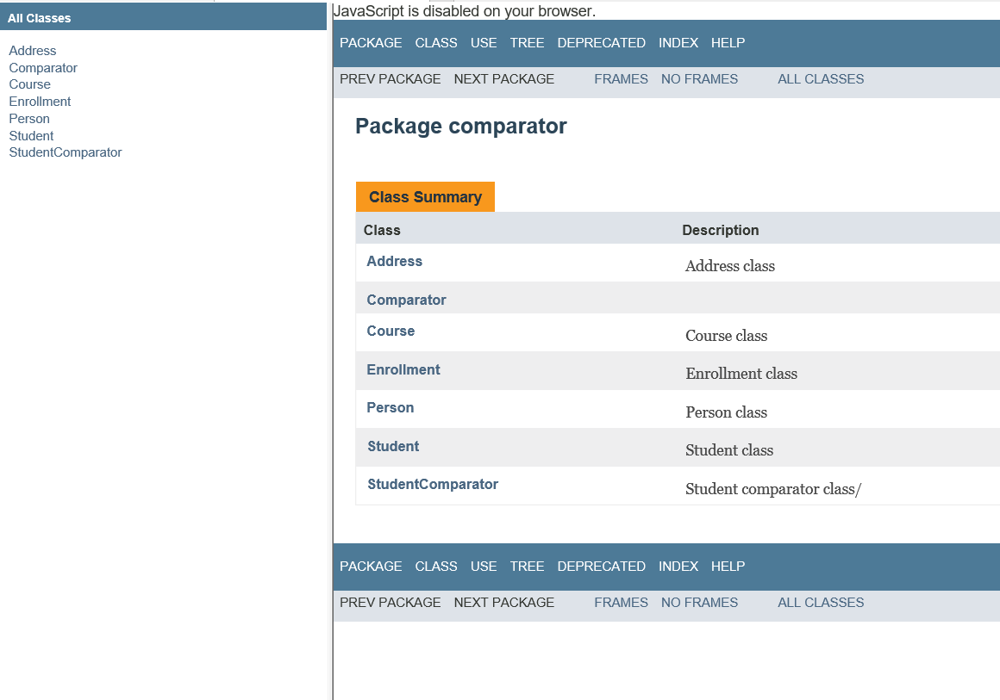 All Classes
Address
Comparator
Course
Enrollment
Person
Student
StudentComparator
JavaScript is disabled on your browser.
PACKAGE CLASS USE TREE DEPRECATED INDEX HELP
PREV PACKAGE NEXT PACKAGE FRAMES NO FRAMES ALL CLASSES
Package comparator
Class Summary
Class Description
Address Address class
Comparator
Course Course class
Enrollment Enrollment class
Person Person class
Student Student class
StudentComparator Student comparator class/
PACKAGE CLASS USE TREE DEPRECATED INDEX HELP
PREV PACKAGE NEXT PACKAGE FRAMES NO FRAMES ALL CLASSES